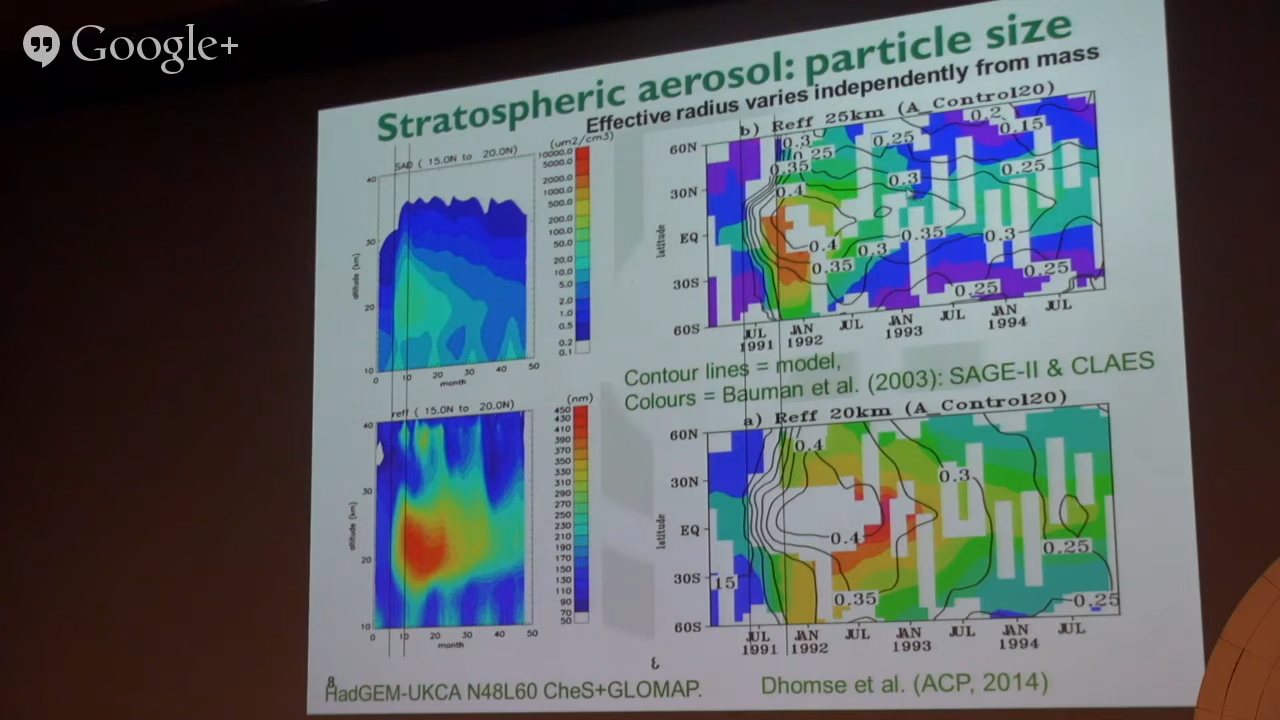 Google+
Stratospheric aerosol: particle size
Effective radius varies independently from mass
SAD ( 15.0N to 20.0N)
(um2/cm3)
10000.0
5000.0
2000.0
1000.0
500.0
200.0
100.0
50.0
20.0
10.0
5.0
2.0
1.0
0.5
0.2
0.1
40
30
20
10
altitude (km)
0 10 20 30 40 50
month
b) Reff 25km (A_Control20)
60N
30N
EQ
30S
60S
latitude
0.3
0.25
0.35
0.4
0.25
0.2
0.15
0.25
0.3
0.35
0.4
0.3
0.3
0.35
0.25
0.25
JUL JAN JUL JAN JUL JAN JUL
1991 1992 1993 1994
Contour lines = model,
Colours = Bauman et al. (2003): SAGE-II & CLAES
reff ( 15.0N to 20.0N)
(nm)
450
430
410
390
370
350
330
310
290
270
250
230
210
190
170
150
130
110
90
70
50
40
30
20
10
altitude (km)
0 10 20 30 40 50
month
a) Reff 20km (A_Control20)
60N
30N
EQ
30S
60S
latitude
0.4
0.3
0.4
0.25
15
0.35
0.25
JUL JAN JUL JAN JUL JAN JUL
1991 1992 1993 1994
8
HadGEM-UKCA N48L60 CheS+GLOMAP.
Dhomse et al. (ACP, 2014)